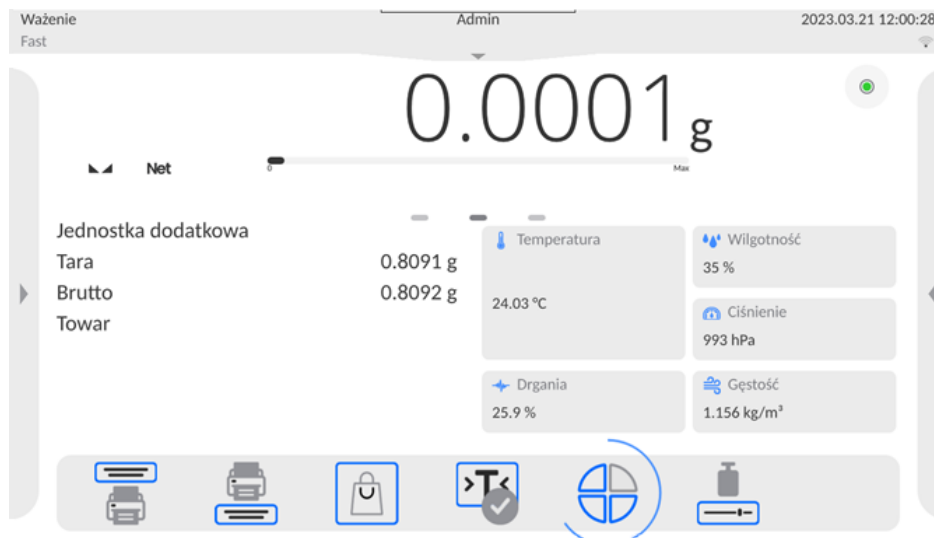 Ważenie Admin 2023.03.21 12:00:28
Fast
0.0001 g
Net 0 Max
Jednostka dodatkowa
Tara 0.8091 g
Brutto 0.8092 g
Towar
Temperatura
24.03 °C
Wilgotność
35 %
Ciśnienie
993 hPa
Drgania
25.9 %
Gęstość
1.156 kg/m³
>T<